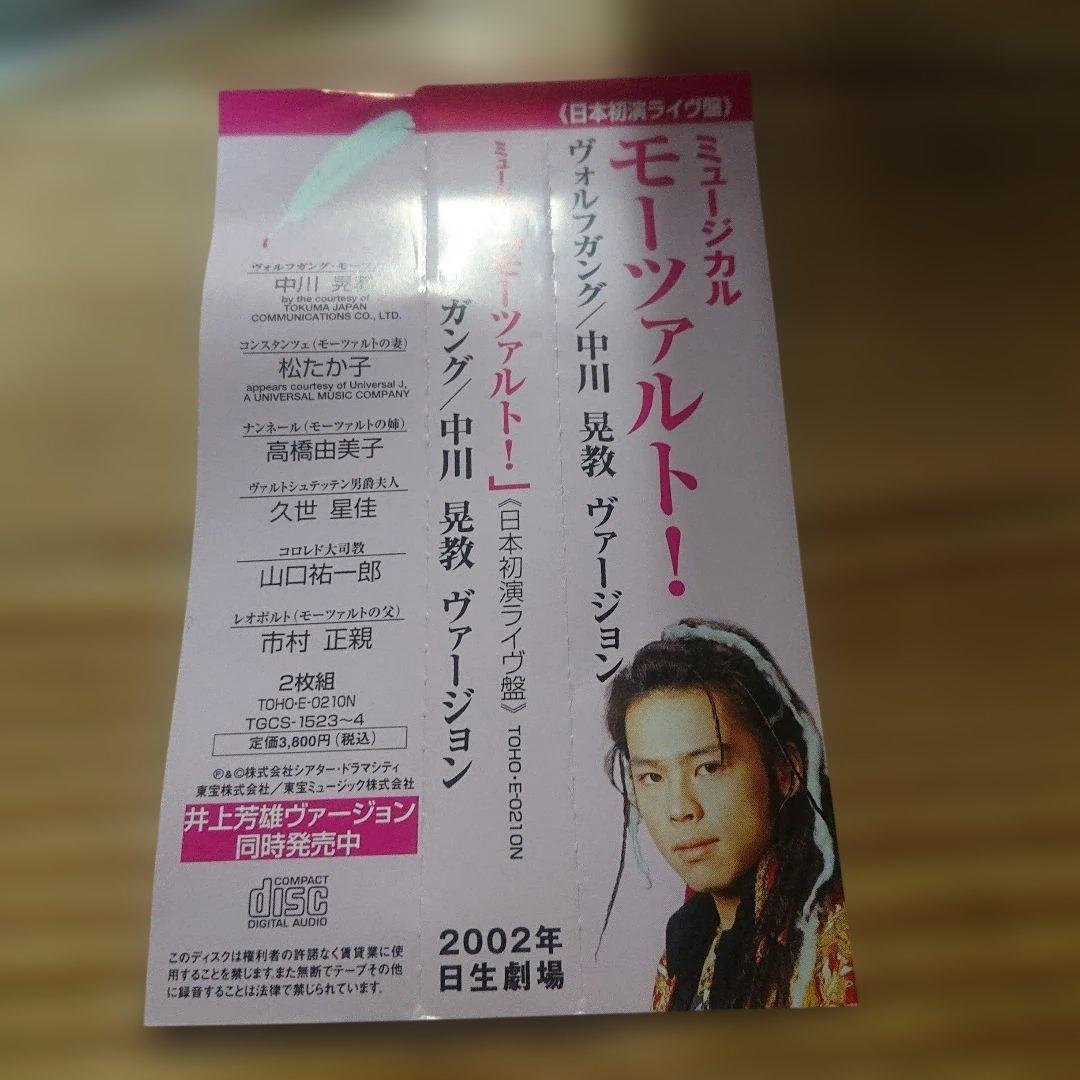 《日本初演ライヴ盤》
ミュージカル
モーツァルト!
ヴォルフガング/中川 晃教 ヴァージョン
ーツァルト!」《日本初演ライヴ盤》 TOHO・E-0210N
ガング/中川 晃教 ヴァージョン
2002年
日生劇場
ヴォルフガング・モー
中川 晃教
by the courtesy of
TOKUMA JAPAN
COMMUNICATIONS CO., LTD.
コンスタンツェ(モーツァルトの妻)
松たか子
appears courtesy of Universal J,
A UNIVERSAL MUSIC COMPANY
ナンネール(モーツァルトの姉)
高橋由美子
ヴァルトシュテッテン男爵夫人
久世 星佳
コロレド大司教
山口祐一郎
レオポルト(モーツァルトの父)
市村 正親
2枚組
TOHO・E-0210N
TGCS-1523〜4
定価3,800円(税込)
℗&©株式会社シアター・ドラマシティ
東宝株式会社/東宝ミュージック株式会社
井上芳雄ヴァージョン
同時発売中
COMPACT
disc
DIGITAL AUDIO
このディスクは権利者の許諾なく賃貸業に使
用することを禁じます。また無断でテープその他
に録音することは法律で禁じられています。